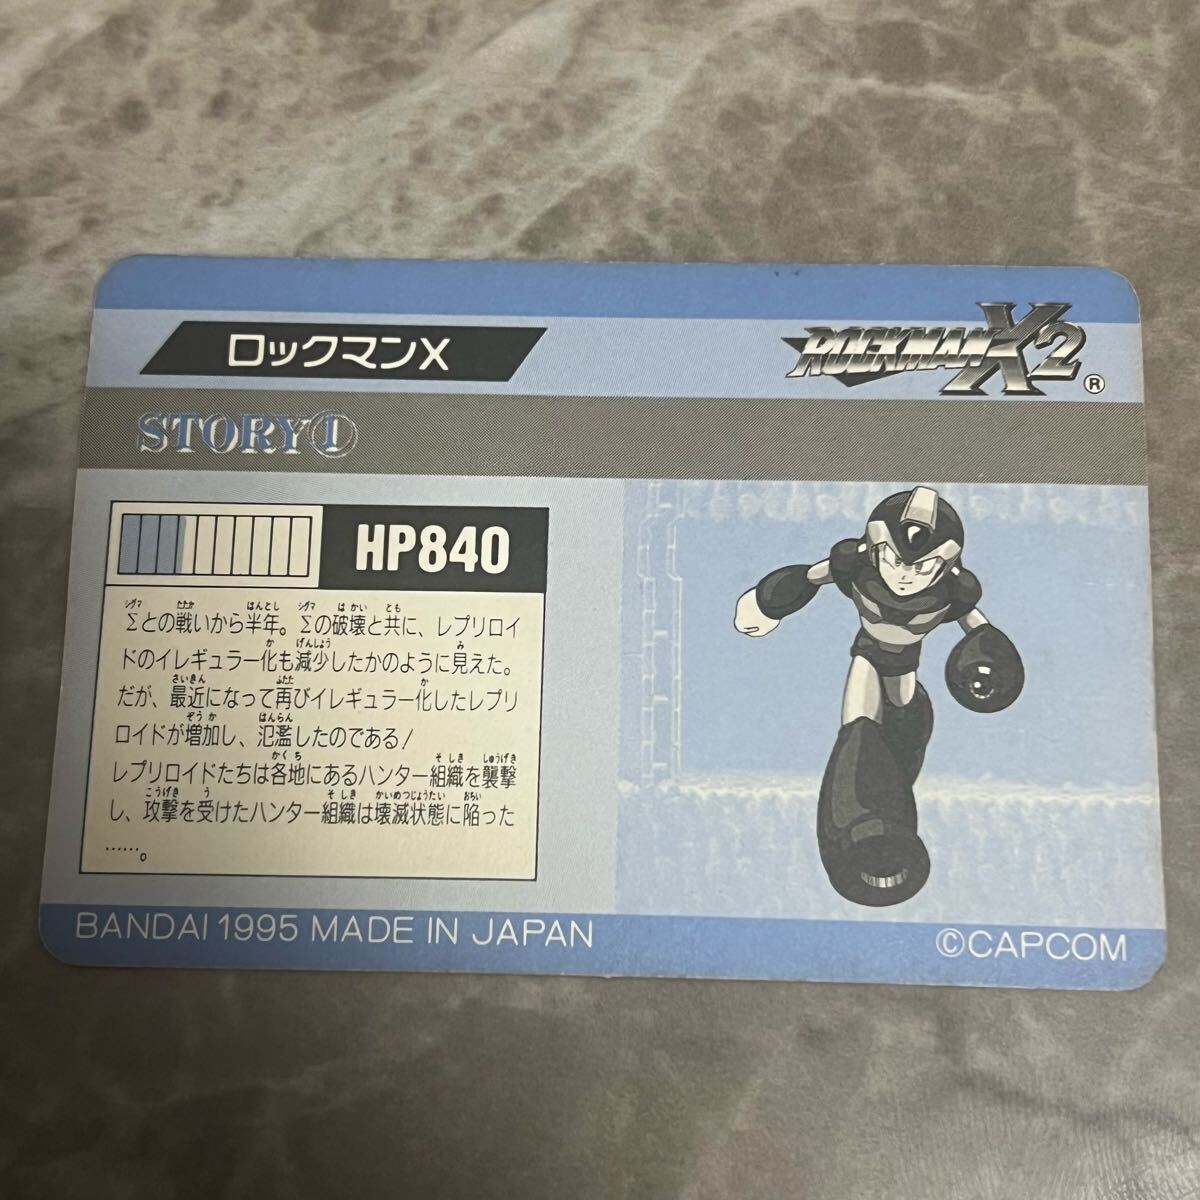 ロックマンX
ROCKMAN X2
®
STORY①
HP840
Σとの戦いから半年。Σの破壊と共に、レプリロイ
ドのイレギュラー化も減少したかのように見えた。
だが、最近になって再びイレギュラー化したレプリ
ロイドが増加し、氾濫したのである！
レプリロイドたちは各地にあるハンター組織を襲撃
し、攻撃を受けたハンター組織は壊滅状態に陥った
……。
BANDAI 1995 MADE IN JAPAN
©CAPCOM